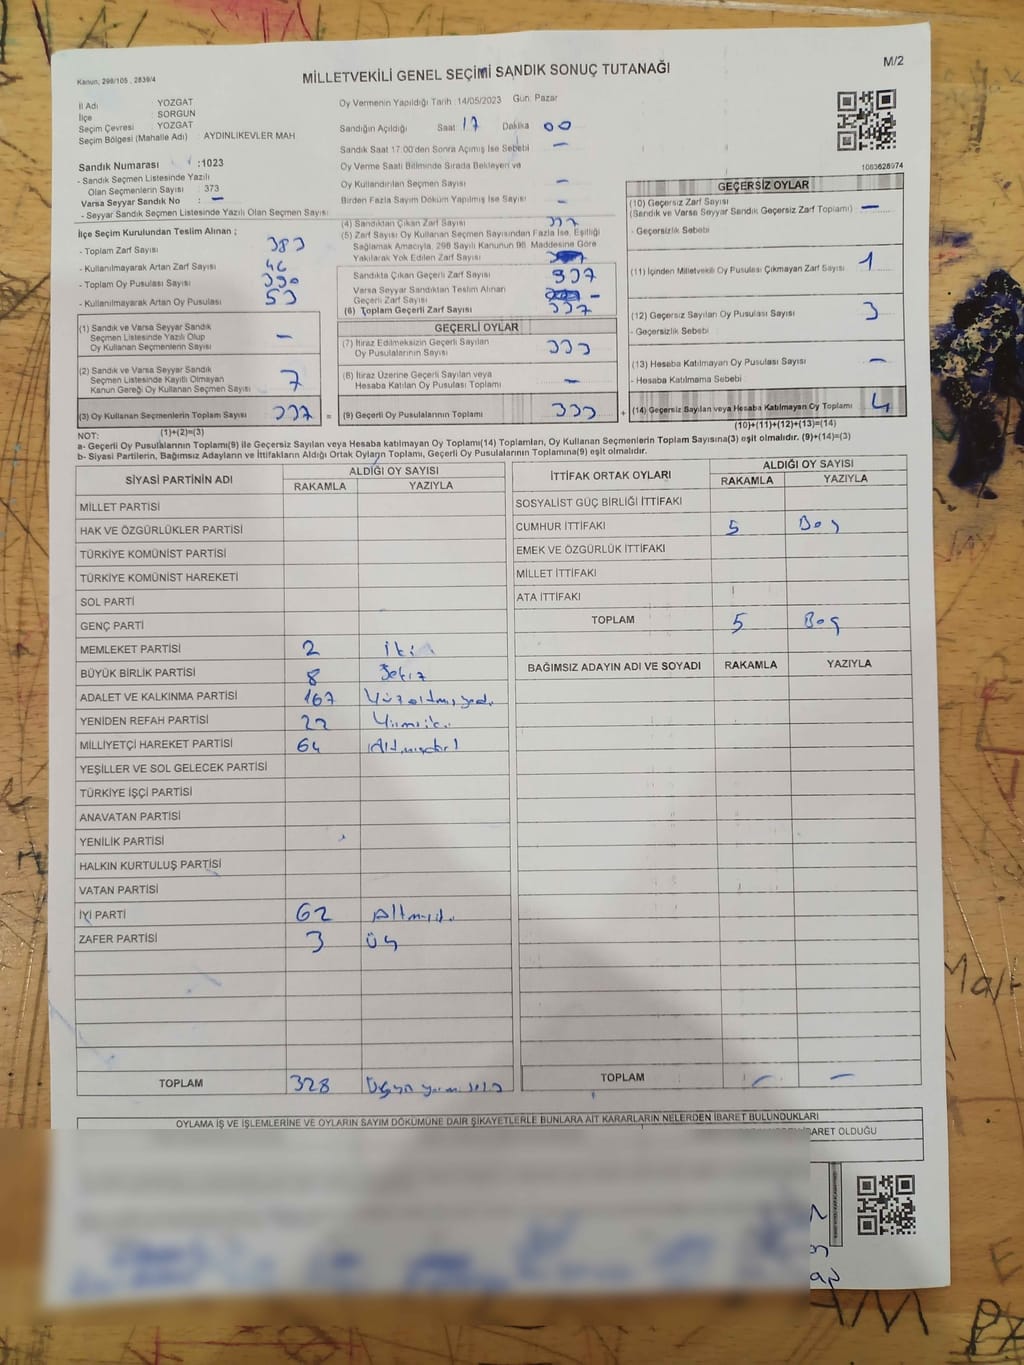 Kanun, 298/105 , 2839/4
MİLLETVEKİLİ GENEL SEÇİMİ SANDIK SONUÇ TUTANAĞI
M/2
İl Adı YOZGAT
İlçe SORGUN
Seçim Çevresi YOZGAT
Seçim Bölgesi (Mahalle Adı) : AYDINLIKEVLER MAH
Sandık Numarası :1023
- Sandık Seçmen Listesinde Yazılı
Olan Seçmenlerin Sayısı : 373
Varsa Seyyar Sandık No : -
- Seyyar Sandık Seçmen Listesinde Yazılı Olan Seçmen Sayısı:
İlçe Seçim Kurulundan Teslim Alınan ;
- Toplam Zarf Sayısı 383
- Kullanılmayarak Artan Zarf Sayısı 46
- Toplam Oy Pusulası Sayısı 390
- Kullanılmayarak Artan Oy Pusulası 53
(1) Sandık ve Varsa Seyyar Sandık
Seçmen Listesinde Yazılı Olup
Oy Kullanan Seçmenlerin Sayısı -
(2) Sandık ve Varsa Seyyar Sandık
Seçmen Listesinde Kayıtlı Olmayan
Kanun Gereği Oy Kullanan Seçmen Sayısı 7
(3) Oy Kullanan Seçmenlerin Toplam Sayısı 337 =
(1)+(2)=(3)
Oy Vermenin Yapıldığı Tarih :14/05/2023 Gün: Pazar
Sandığın Açıldığı Saat 17 Dakika 00
Sandık Saat 17:00'den Sonra Açımış İse Sebebi -
Oy Verme Saati Bitiminde Sırada Bekleyen ve
Oy Kullandırılan Seçmen Sayısı -
Birden Fazla Sayım Döküm Yapılmış İse Sayısı -
(4) Sandıktan Çıkan Zarf Sayısı 337
(5) Zarf Sayısı Oy Kullanan Seçmen Sayısından Fazla İse, Eşitliği
Sağlamak Amacıyla, 298 Sayılı Kanunun 98. Maddesine Göre
Yakılarak Yok Edilen Zarf Sayısı
Sandıkta Çıkan Geçerli Zarf Sayısı 337
Varsa Seyyar Sandıktan Teslim Alınan
Geçerli Zarf Sayısı -
(6) Toplam Geçerli Zarf Sayısı 337
GEÇERLİ OYLAR
(7) İtiraz Edilmeksizin Geçerli Sayılan
Oy Pusulalarının Sayısı 333
(8) İtiraz Üzerine Geçerli Sayılan veya
Hesaba Katılan Oy Pusulası Toplamı -
(9) Geçerli Oy Pusulalarının Toplamı 333 +
1083628974
GEÇERSİZ OYLAR
(10) Geçersiz Zarf Sayısı
(Sandık ve Varsa Seyyar Sandık Geçersiz Zarf Toplamı) -
- Geçersizlik Sebebi
(11) İçinden Milletvekili Oy Pusulası Çıkmayan Zarf Sayısı 1
(12) Geçersiz Sayılan Oy Pusulası Sayısı 3
-Geçersizlik Sebebi
(13) Hesaba Katılmayan Oy Pusulası Sayısı -
- Hesaba Katılmama Sebebi
(14) Geçersiz Sayılan veya Hesaba Katılmayan Oy Toplamı 4
(10)+(11)+(12)+(13)=(14)
NOT:
a- Geçerli Oy Pusulalarının Toplamı(9) ile Geçersiz Sayılan veya Hesaba katılmayan Oy Toplamı(14) Toplamları, Oy Kullanan Seçmenlerin Toplam Sayısına(3) eşit olmalıdır. (9)+(14)=(3)
b- Siyasi Partilerin, Bağımsız Adayların ve İttifakların Aldığı Ortak Oyların Toplamı, Geçerli Oy Pusulalarının Toplamına(9) eşit olmalıdır.
SİYASİ PARTİNİN ADI ALDIĞI OY SAYISI
RAKAMLA YAZIYLA
MİLLET PARTİSİ
HAK VE ÖZGÜRLÜKLER PARTİSİ
TÜRKİYE KOMÜNİST PARTİSİ
TÜRKİYE KOMÜNİST HAREKETİ
SOL PARTİ
GENÇ PARTİ
MEMLEKET PARTİSİ 2 iki
BÜYÜK BİRLİK PARTİSİ 8 Sekiz
ADALET VE KALKINMA PARTİSİ 167 Yüzaltmışyedi
YENİDEN REFAH PARTİSİ 22 Yirmiiki
MİLLİYETÇİ HAREKET PARTİSİ 64 Altmışdört
YEŞİLLER VE SOL GELECEK PARTİSİ
TÜRKİYE İŞÇİ PARTİSİ
ANAVATAN PARTİSİ
YENİLİK PARTİSİ
HALKIN KURTULUŞ PARTİSİ
VATAN PARTİSİ
İYİ PARTİ 62 Altmışiki
ZAFER PARTİSİ 3 üç
TOPLAM 328 Üçyüzyirmisekiz
İTTİFAK ORTAK OYLARI ALDIĞI OY SAYISI
RAKAMLA YAZIYLA
SOSYALİST GÜÇ BİRLİĞİ İTTİFAKI
CUMHUR İTTİFAKI 5 Beş
EMEK VE ÖZGÜRLÜK İTTİFAKI
MİLLET İTTİFAKI
ATA İTTİFAKI
TOPLAM 5 Beş
BAĞIMSIZ ADAYIN ADI VE SOYADI RAKAMLA YAZIYLA
TOPLAM - -
OYLAMA İŞ VE İŞLEMLERİNE VE OYLARIN SAYIM DÖKÜMÜNE DAİR ŞİKAYETLERLE BUNLARA AİT KARARLARIN NELERDEN İBARET BULUNDUKLARI
BARET OLDUĞU